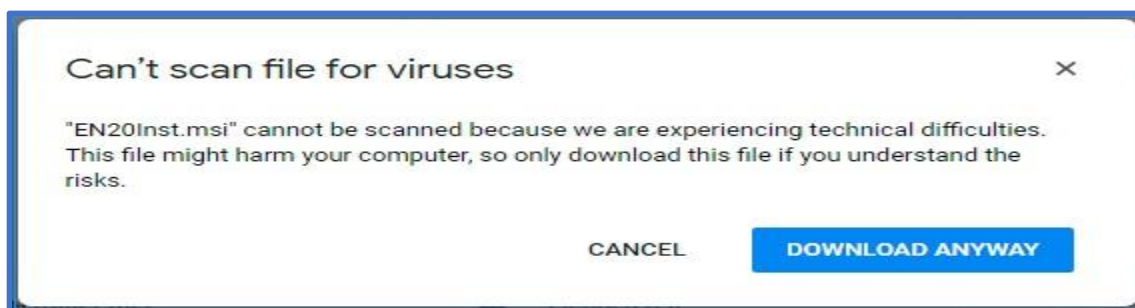 Can't scan file for viruses
"EN20Inst.msi" cannot be scanned because we are experiencing technical difficulties.
This file might harm your computer, so only download this file if you understand the
risks.
CANCEL
DOWNLOAD ANYWAY